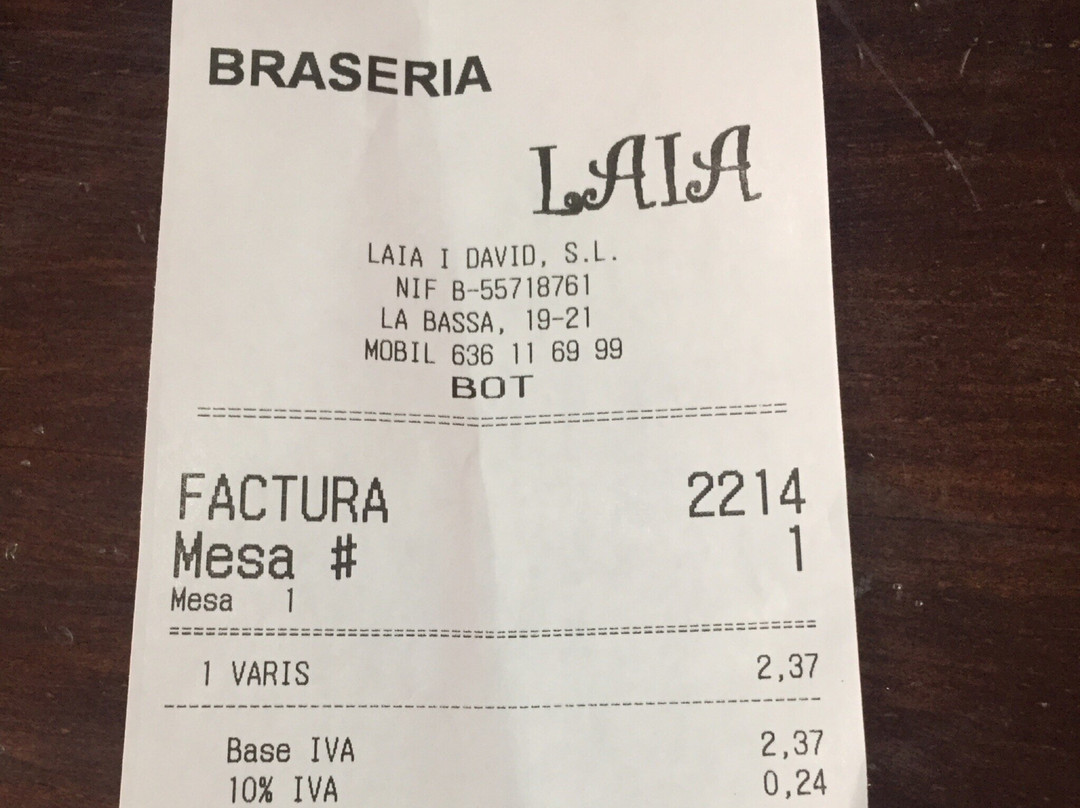 BRASERIA
LAIA
LAIA I DAVID, S.L.
NIF B-55718761
LA BASSA, 19-21
MOBIL 636 11 69 99
BOT
FACTURA 2214
Mesa # 1
Mesa 1
1 VARIS 2,37
Base IVA 2,37
10% IVA 0,24